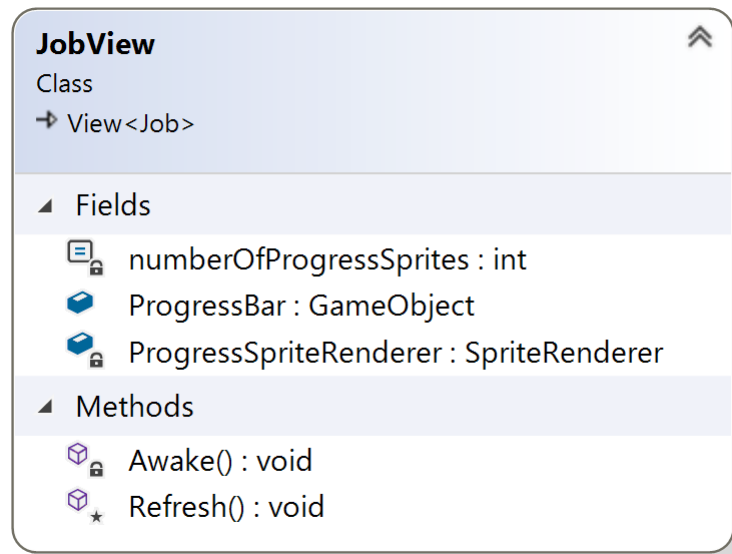 JobView
Class
View<Job>
Fields
numberOfProgressSprites : int
ProgressBar : GameObject
ProgressSpriteRenderer : SpriteRenderer
Methods
Awake() : void
Refresh() : void